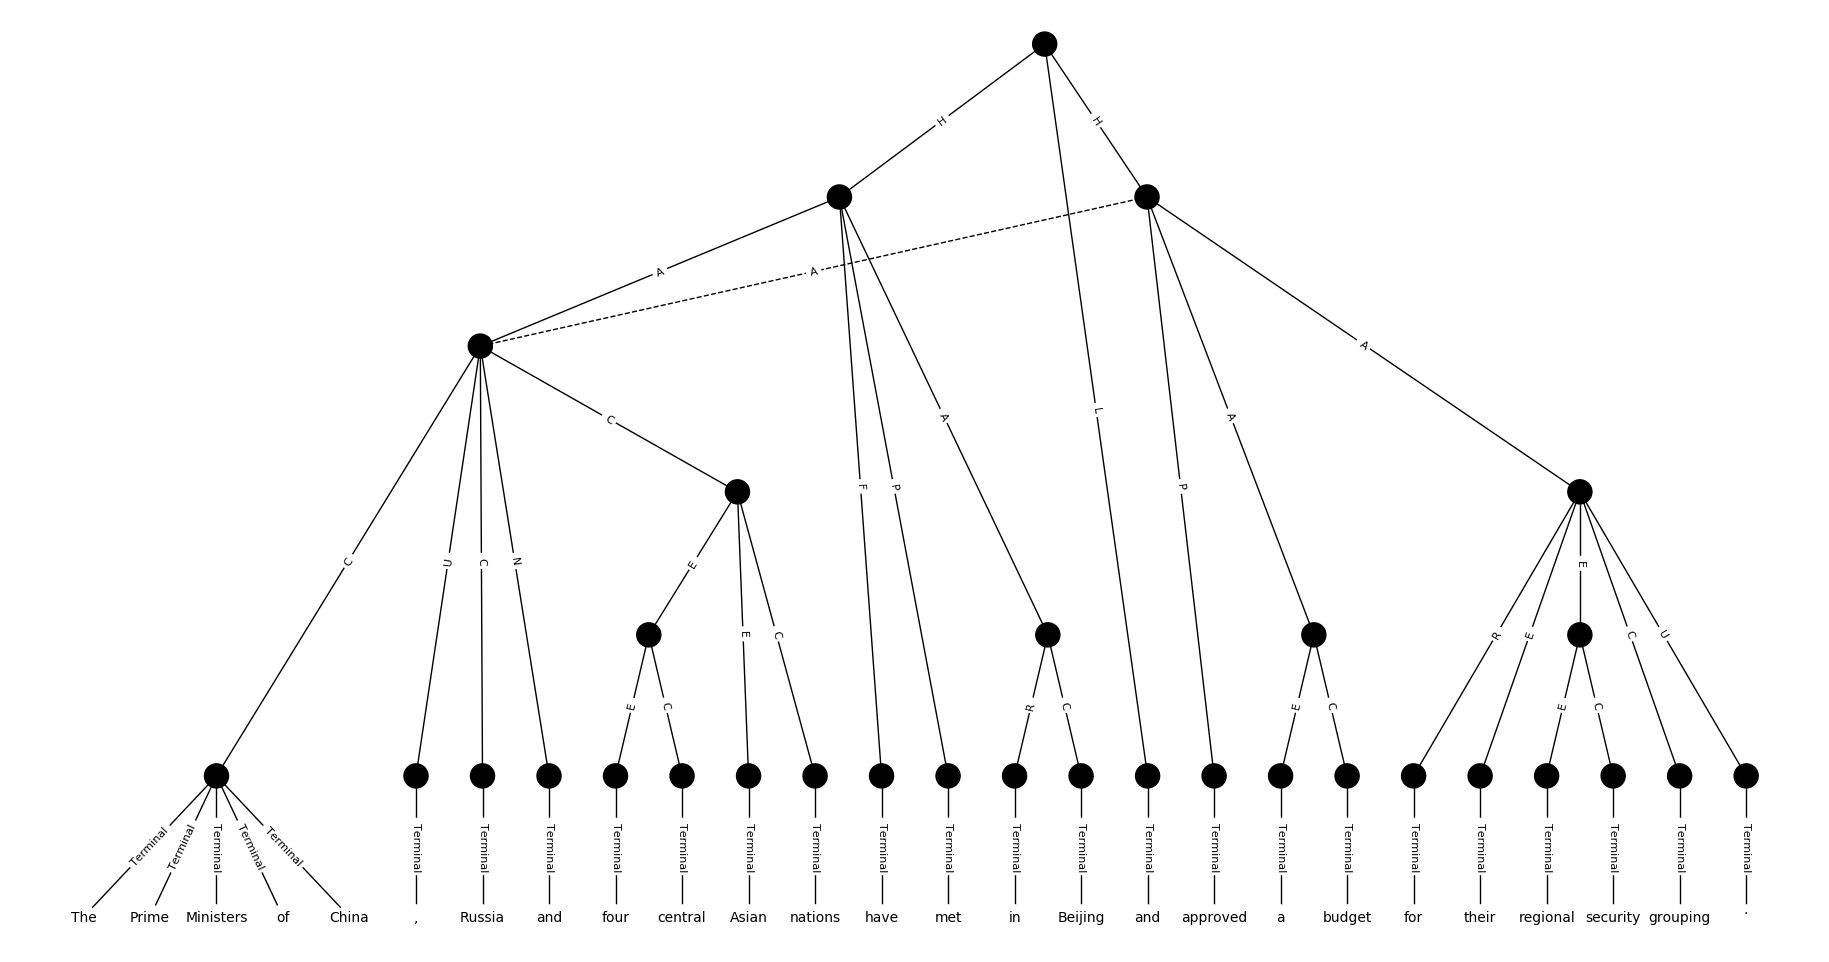 H H
A A
A
C
A L A
F P P
C U C N E E
E C R E E C U
E C R C E C E C
Terminal Terminal Terminal Terminal Terminal Terminal Terminal Terminal Terminal Terminal Terminal Terminal Terminal Terminal Terminal Terminal Terminal Terminal Terminal Terminal Terminal Terminal Terminal Terminal Terminal Terminal
The Prime Ministers of China , Russia and four central Asian nations have met in Beijing and approved a budget for their regional security grouping .